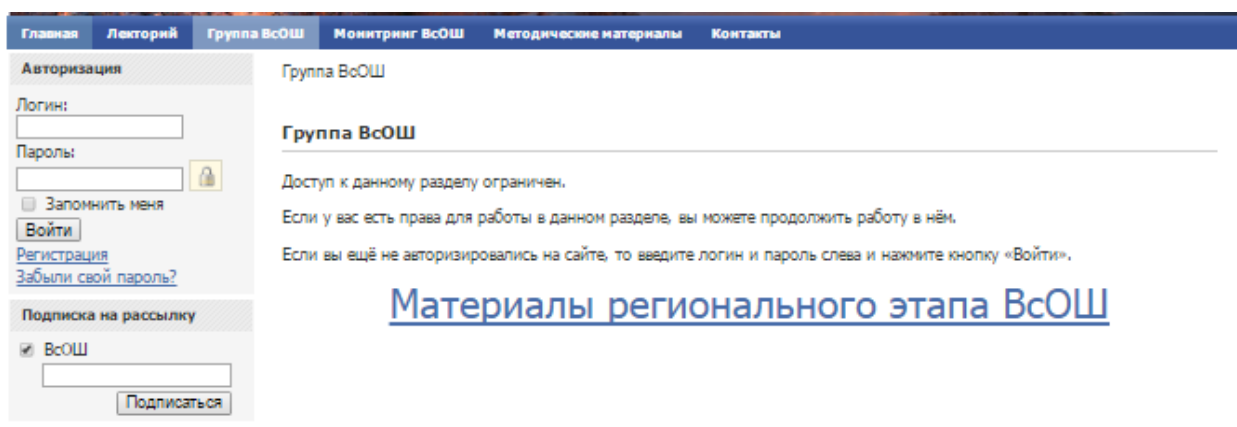 Главная Лекторий Группа ВсОШ Монитринг ВсОШ Методические материалы Контакты
Авторизация
Логин:
Пароль:
Запомнить меня
Войти
Регистрация
Забыли свой пароль?
Подписка на рассылку
ВсОШ
Подписаться
Группа ВсОШ
Группа ВсОШ
Доступ к данному разделу ограничен.
Если у вас есть права для работы в данном разделе, вы можете продолжить работу в нём.
Если вы ещё не авторизировались на сайте, то введите логин и пароль слева и нажмите кнопку «Войти».
Материалы регионального этапа ВсОШ